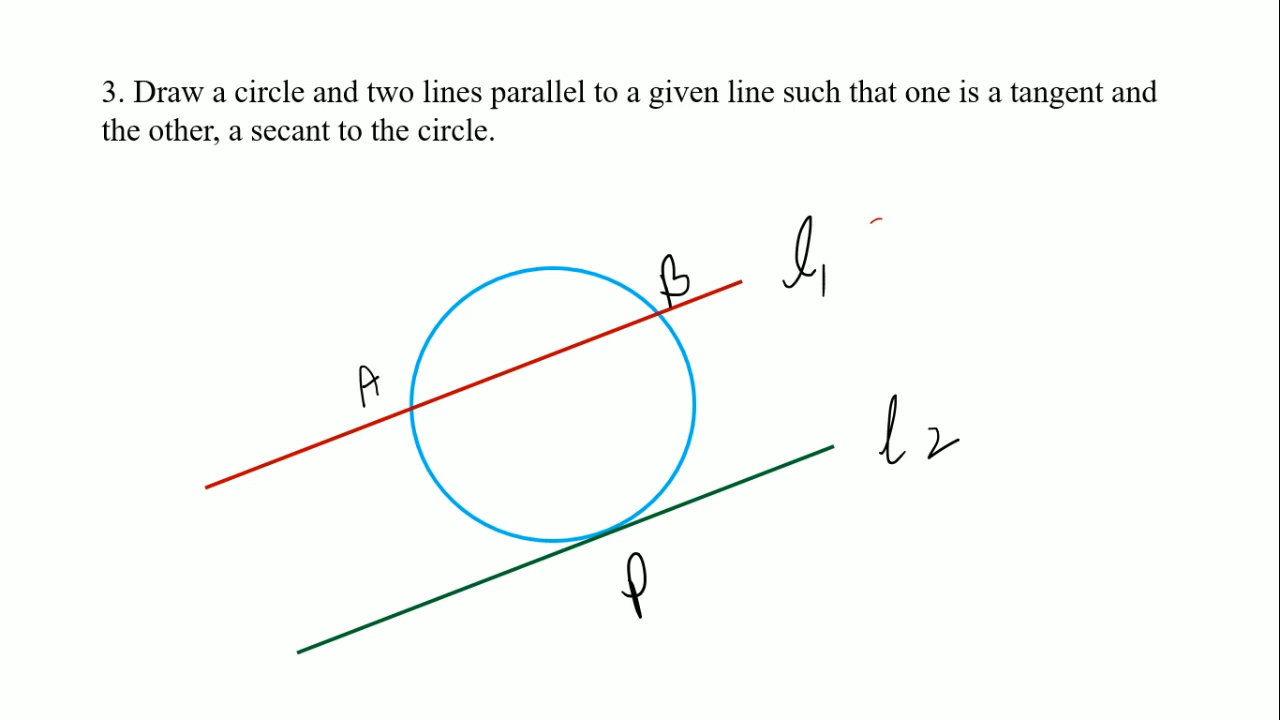 3. Draw a circle and two lines parallel to a given line such that one is a tangent and
the other, a secant to the circle.
l1
B
A
l2
P